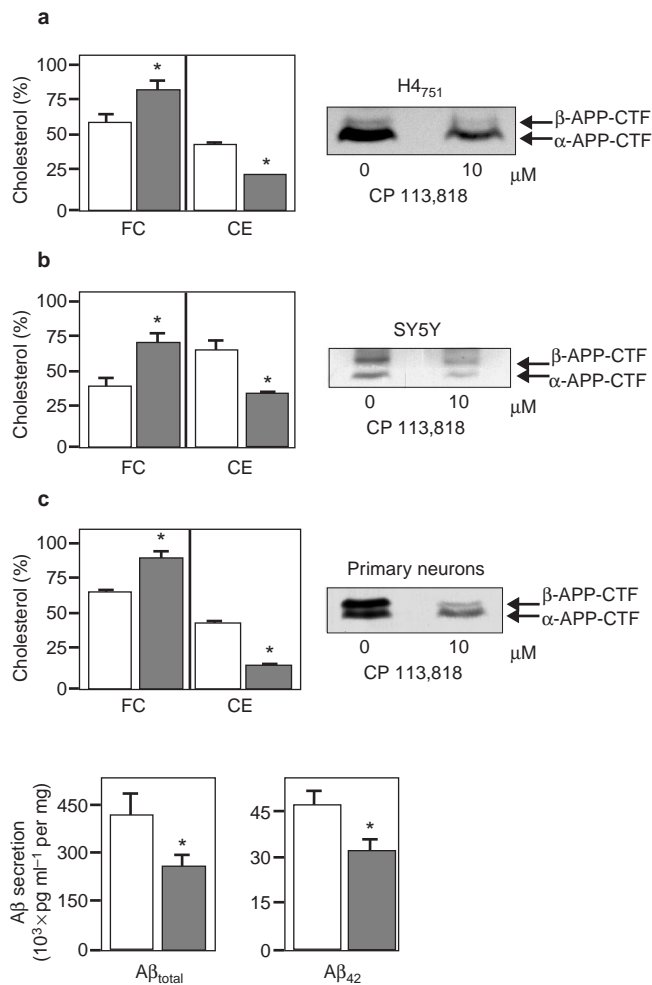 a
Cholesterol (%)
100
75
50
25
0
*
*
FC
CE
H4₇₅₁
β-APP-CTF
α-APP-CTF
0
10
μM
CP 113,818
b
Cholesterol (%)
100
75
50
25
0
*
*
FC
CE
SY5Y
β-APP-CTF
α-APP-CTF
0
10
μM
CP 113,818
c
Cholesterol (%)
100
75
50
25
0
*
*
FC
CE
Primary neurons
β-APP-CTF
α-APP-CTF
0
10
μM
CP 113,818
Aβ secretion
(10³×pg ml⁻¹ per mg)
450
300
150
0
*
Aβtotal
45
30
15
0
*
Aβ₄₂